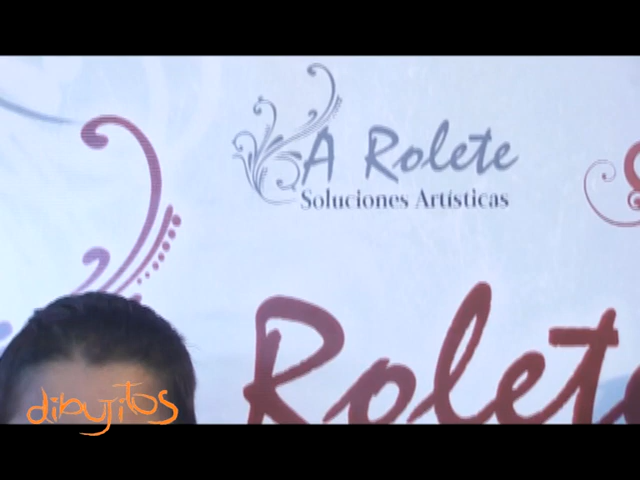 A Rolete
Soluciones Artísticas
Rolete
dibujitos